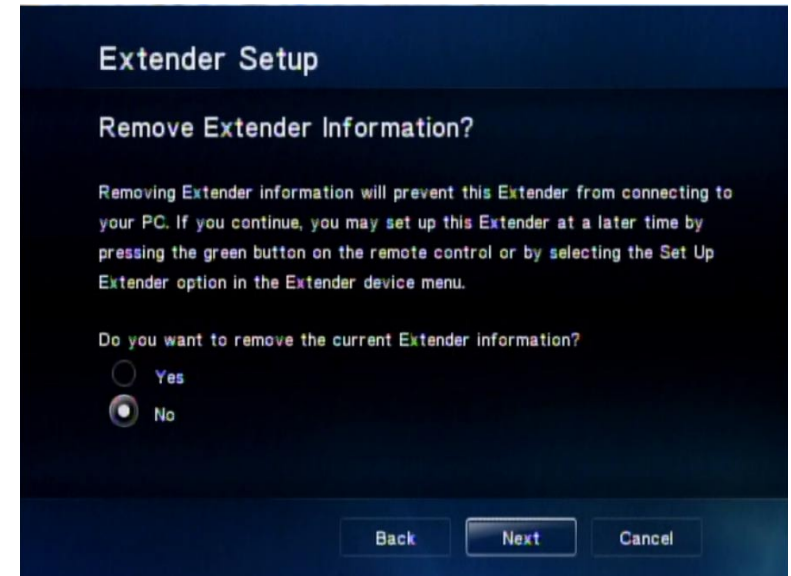 Extender Setup
Remove Extender Information?
Removing Extender information will prevent this Extender from connecting to
your PC. If you continue, you may set up this Extender at a later time by
pressing the green button on the remote control or by selecting the Set Up
Extender option in the Extender device menu.
Do you want to remove the current Extender information?
Yes
No
Back Next Cancel